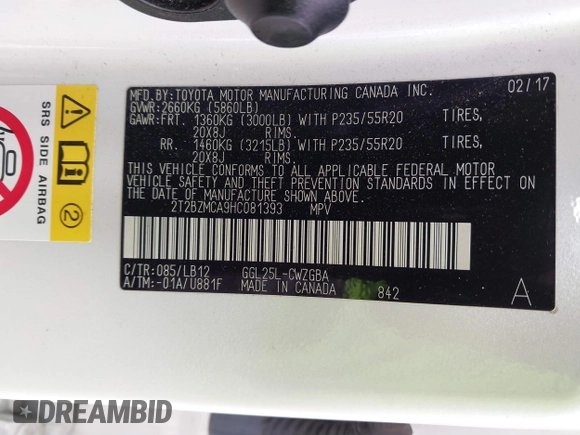 MFD.BY:TOYOTA MOTOR MANUFACTURING CANADA INC. 02/17
GVWR:2660KG (5860LB)
GAWR:FRT. 1360KG (3000LB) WITH P235/55R20 TIRES,
20X8J RIMS.
RR. 1460KG (3215LB) WITH P235/55R20 TIRES,
20X8J RIMS.
THIS VEHICLE CONFORMS TO ALL APPLICABLE FEDERAL MOTOR
VEHICLE SAFETY AND THEFT PREVENTION STANDARDS IN EFFECT ON
THE DATE OF MANUFACTURE SHOWN ABOVE.
2T2BZMCA9HC081393 MPV
C/TR:085/LB12 GGL25L-CWZGBA
A/TM:-01A/U881F MADE IN CANADA 842 A
SRS SIDE AIRBAG
2
DREAMBID